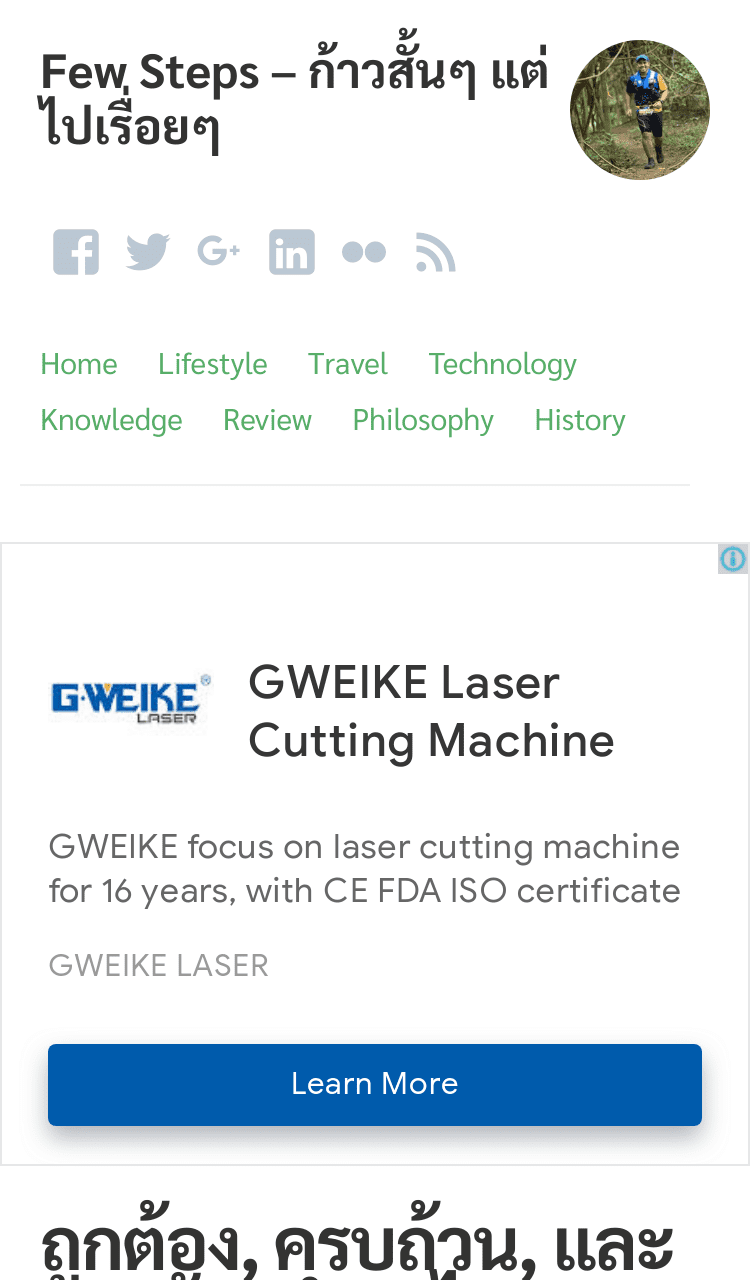 Few Steps – ก้าวสั้นๆ แต่
ไปเรื่อยๆ
Home Lifestyle Travel Technology
Knowledge Review Philosophy History
G·WEIKE®
LASER
GWEIKE Laser
Cutting Machine
GWEIKE focus on laser cutting machine
for 16 years, with CE FDA ISO certificate
GWEIKE LASER
Learn More
ถูกต้อง, ครบถ้วน, และ